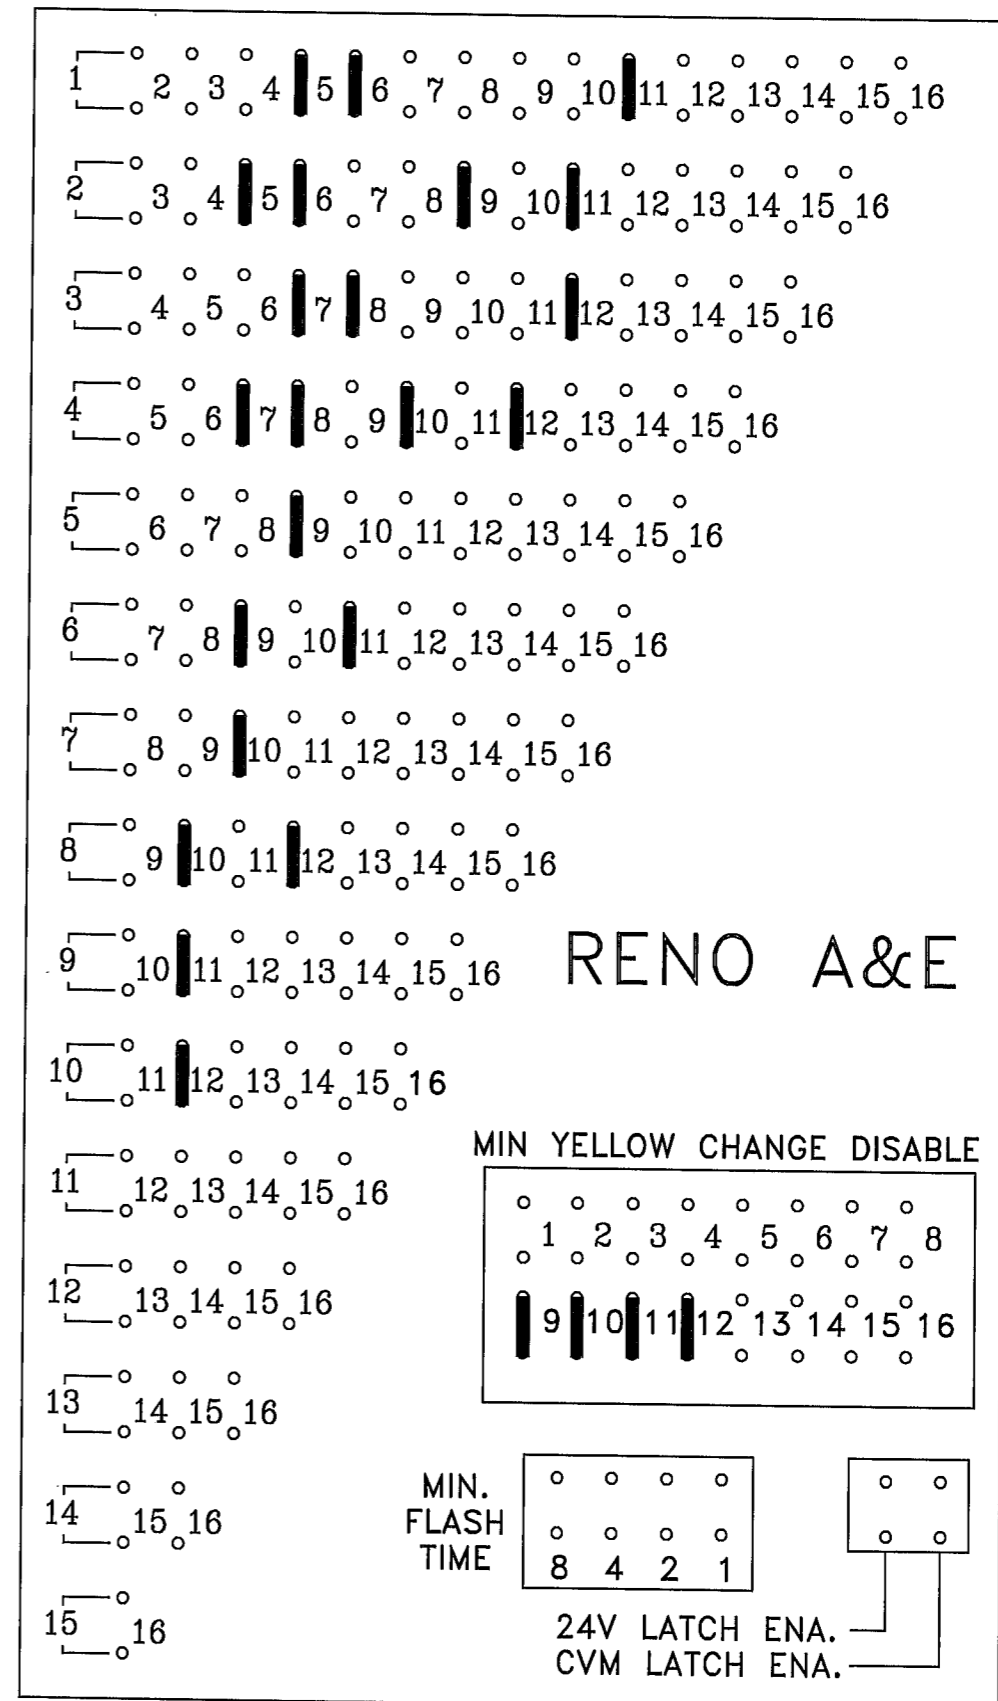 1 2 3 4 5 6 7 8 9 10 11 12 13 14 15 16
2 3 4 5 6 7 8 9 10 11 12 13 14 15 16
3 4 5 6 7 8 9 10 11 12 13 14 15 16
4 5 6 7 8 9 10 11 12 13 14 15 16
5 6 7 8 9 10 11 12 13 14 15 16
6 7 8 9 10 11 12 13 14 15 16
7 8 9 10 11 12 13 14 15 16
8 9 10 11 12 13 14 15 16
9 10 11 12 13 14 15 16
RENO A&E
10 11 12 13 14 15 16
11 12 13 14 15 16
12 13 14 15 16
13 14 15 16
14 15 16
15 16
MIN YELLOW CHANGE DISABLE
1 2 3 4 5 6 7 8
9 10 11 12 13 14 15 16
MIN.
FLASH
TIME
8 4 2 1
24V LATCH ENA.
CVM LATCH ENA.